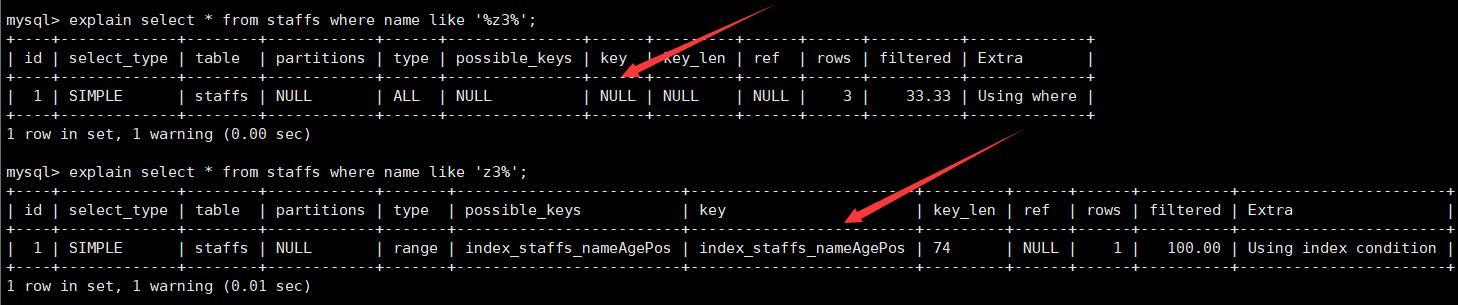 mysql> explain select * from staffs where name like '%z3%';
+----+-------------+--------+------------+------+---------------+------+---------+------+------+----------+-------------+
| id | select_type | table  | partitions | type | possible_keys | key  | key_len | ref  | rows | filtered | Extra       |
+----+-------------+--------+------------+------+---------------+------+---------+------+------+----------+-------------+
|  1 | SIMPLE      | staffs | NULL       | ALL  | NULL          | NULL | NULL    | NULL |    3 |    33.33 | Using where |
+----+-------------+--------+------------+------+---------------+------+---------+------+------+----------+-------------+
1 row in set, 1 warning (0.00 sec)
mysql> explain select * from staffs where name like 'z3%';
+----+-------------+--------+------------+-------+-------------------------+-------------------------+---------+------+------+----------+-----------------------+
| id | select_type | table  | partitions | type  | possible_keys           | key                     | key_len | ref  | rows | filtered | Extra                 |
+----+-------------+--------+------------+-------+-------------------------+-------------------------+---------+------+------+----------+-----------------------+
|  1 | SIMPLE      | staffs | NULL       | range | index_staffs_nameAgePos | index_staffs_nameAgePos | 74      | NULL |    1 |   100.00 | Using index condition |
+----+-------------+--------+------------+-------+-------------------------+-------------------------+---------+------+------+----------+-----------------------+
1 row in set, 1 warning (0.01 sec)